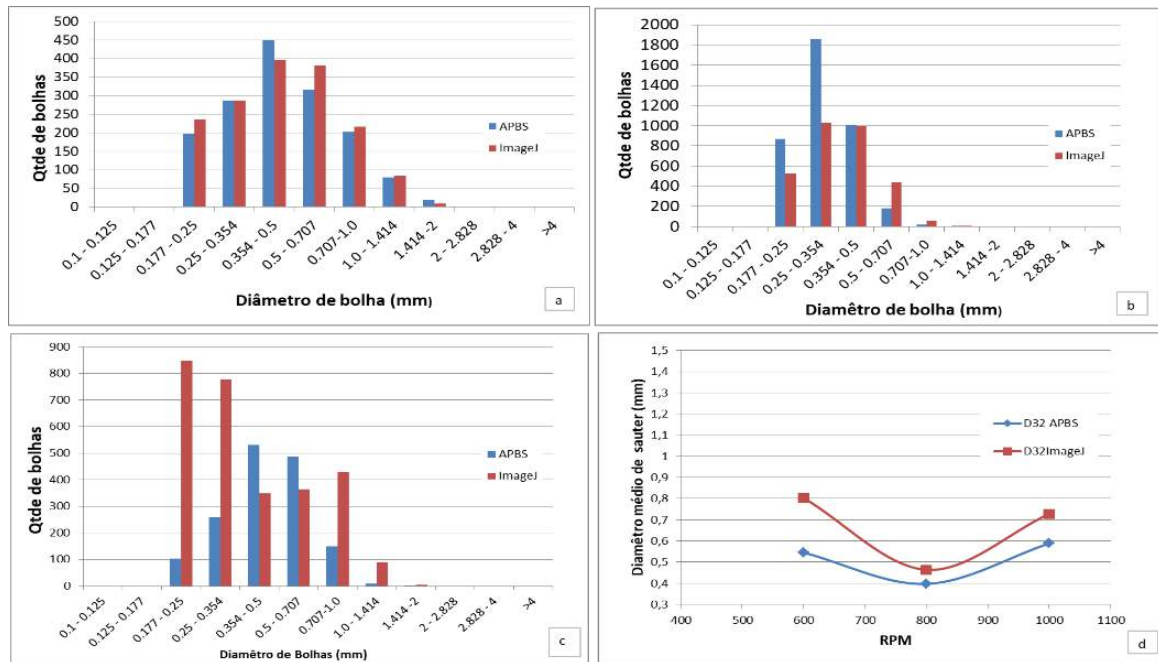 500
450
400
350
300
250
200
150
100
50
0
Qtde de bolhas
APBS
ImageJ
0.1 - 0.125
0.125 - 0.177
0.177 - 0.25
0.25 - 0.354
0.354 - 0.5
0.5 - 0.707
0.707-1.0
1.0 - 1.414
1.414 -2
2 - 2.828
2.828 - 4
>4
Diâmetro de bolha (mm)
a
2000
1800
1600
1400
1200
1000
800
600
400
200
0
Qtde de bolhas
APBS
ImageJ
0.1 - 0.125
0.125 - 0.177
0.177 - 0.25
0.25 - 0.354
0.354 - 0.5
0.5 - 0.707
0.707-1.0
1.0 - 1.414
1.414 -2
2 - 2.828
2.828 - 4
>4
Diamêtro de bolha (mm)
b
900
800
700
600
500
400
300
200
100
0
Qtde de bolhas
APBS
ImageJ
0.1 - 0.125
0.125 - 0.177
0.177 - 0.25
0.25 - 0.354
0.354 - 0.5
0.5 - 0.707
0.707-1.0
1.0 - 1.414
1.414 -2
2 - 2.828
2.828 - 4
>4
Diamêtro de Bolhas (mm)
c
1,5
1,4
1,3
1,2
1,1
1
0,9
0,8
0,7
0,6
0,5
0,4
0,3
Diamêtro médio de sauter (mm)
D32 APBS
D32ImageJ
400
500
600
700
800
900
1000
1100
RPM
d